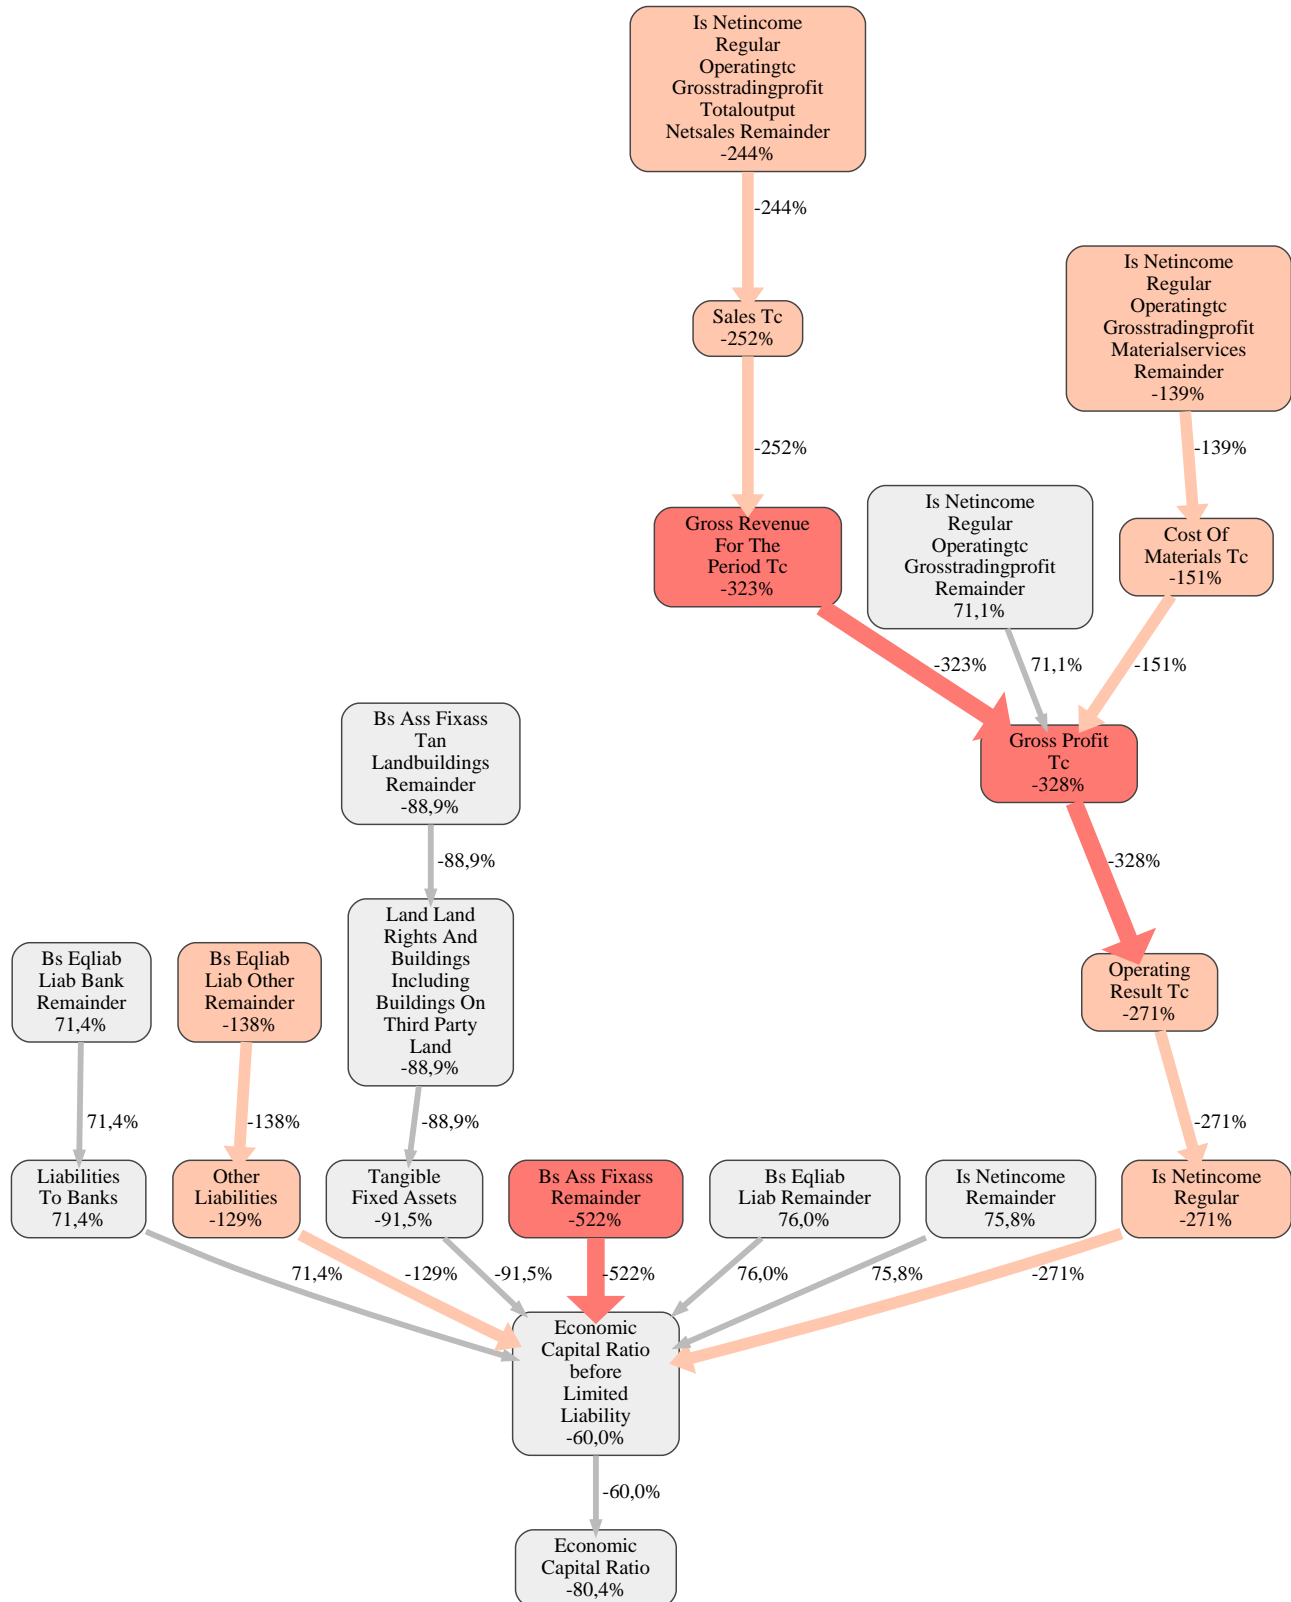 Is Netincome
Regular
Operatingtc
Grosstradingprofit
Totaloutput
Netsales Remainder
-244%
-244%
Is Netincome
Regular
Operatingtc
Grosstradingprofit
Materialservices
Remainder
-139%
Sales Tc
-252%
-252%
-139%
Gross Revenue
For The
Period Tc
-323%
Is Netincome
Regular
Operatingtc
Grosstradingprofit
Remainder
71,1%
Cost Of
Materials Tc
-151%
-323%
71,1%
-151%
Bs Ass Fixass
Tan
Landbuildings
Remainder
-88,9%
Gross Profit
Tc
-328%
-88,9%
-328%
Land Land
Rights And
Buildings
Including
Buildings On
Third Party
Land
-88,9%
Bs Eqliab
Liab Bank
Remainder
71,4%
Bs Eqliab
Liab Other
Remainder
-138%
Operating
Result Tc
-271%
71,4%
-138%
-88,9%
-271%
Liabilities
To Banks
71,4%
Other
Liabilities
-129%
Tangible
Fixed Assets
-91,5%
Bs Ass Fixass
Remainder
-522%
Bs Eqliab
Liab Remainder
76,0%
Is Netincome
Remainder
75,8%
Is Netincome
Regular
-271%
71,4%
-129%
-91,5%
-522%
76,0%
75,8%
-271%
Economic
Capital Ratio
before
Limited
Liability
-60,0%
-60,0%
Economic
Capital Ratio
-80,4%